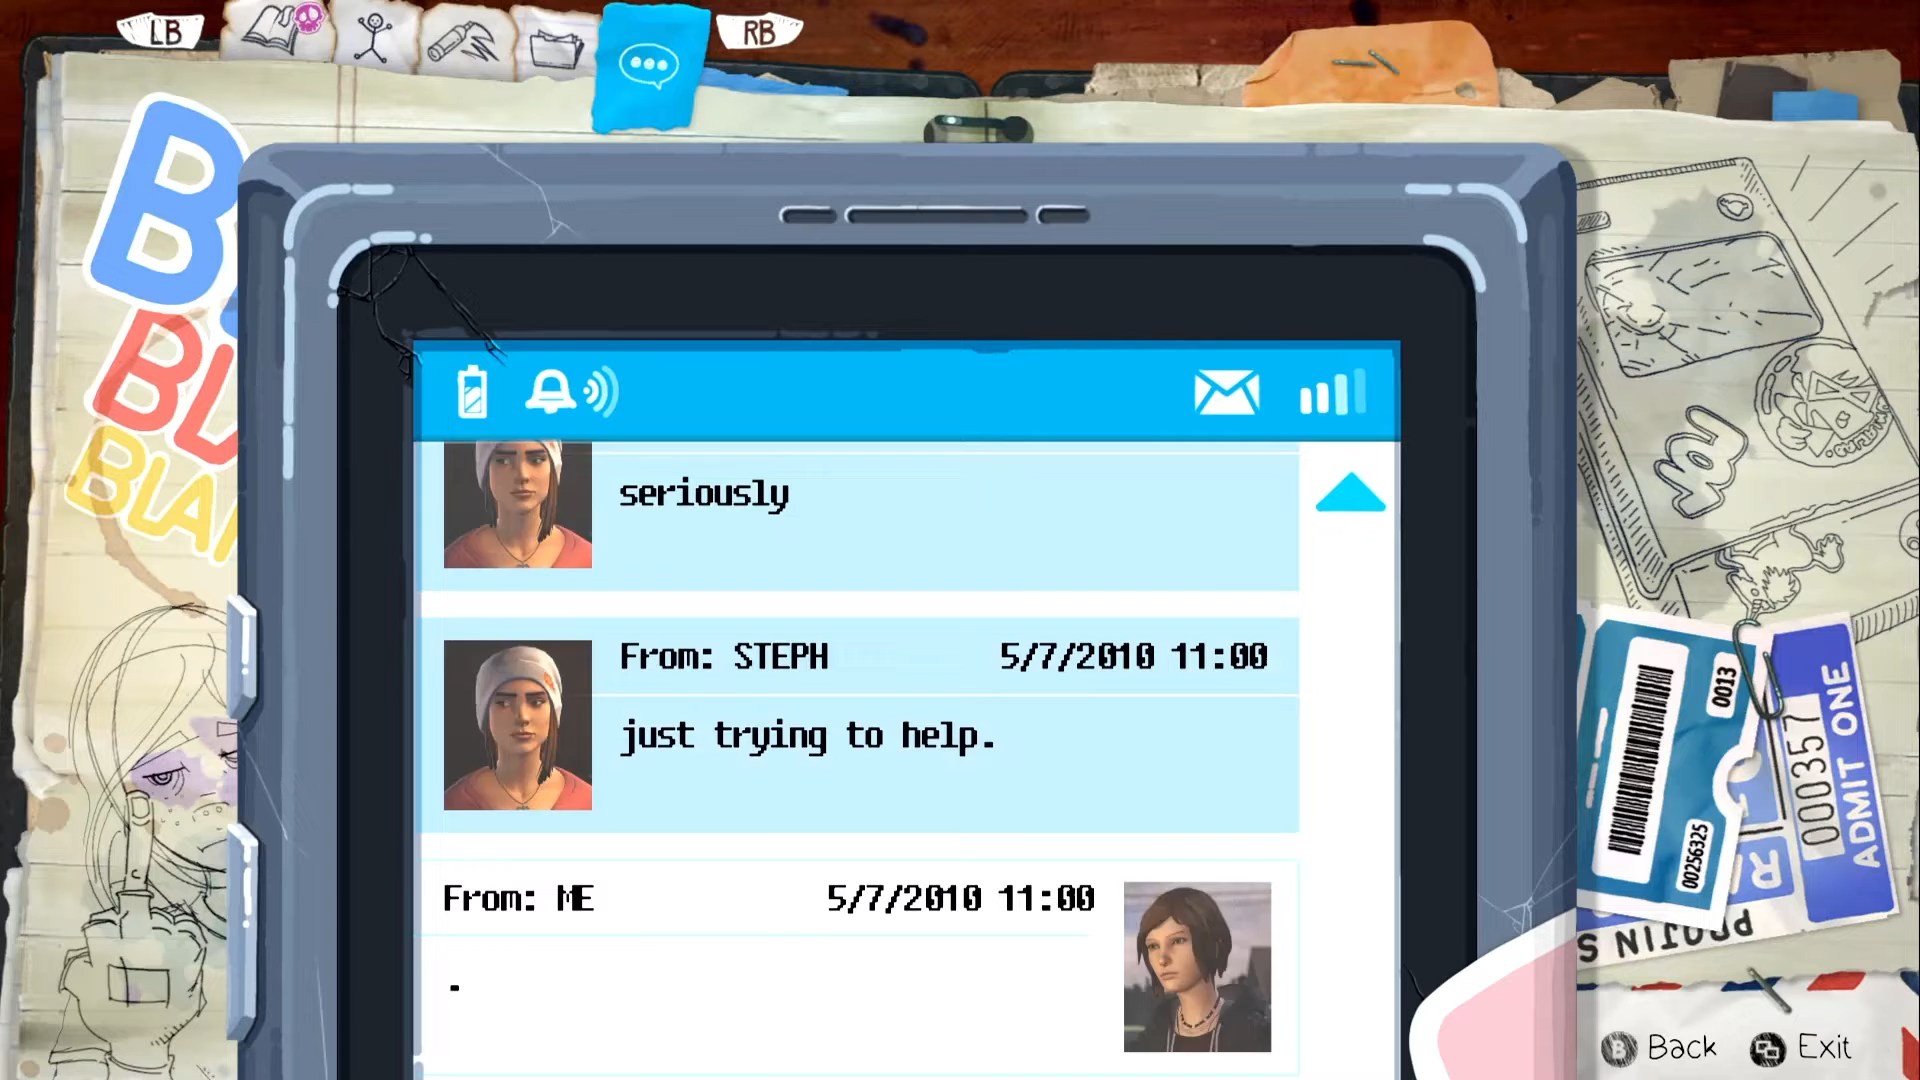 LB
RB
seriously
From: STEPH 5/7/2010 11:00
just trying to help.
From: ME 5/7/2010 11:00
.
0013
00256325
000357
ADMIT ONE
Back
Exit